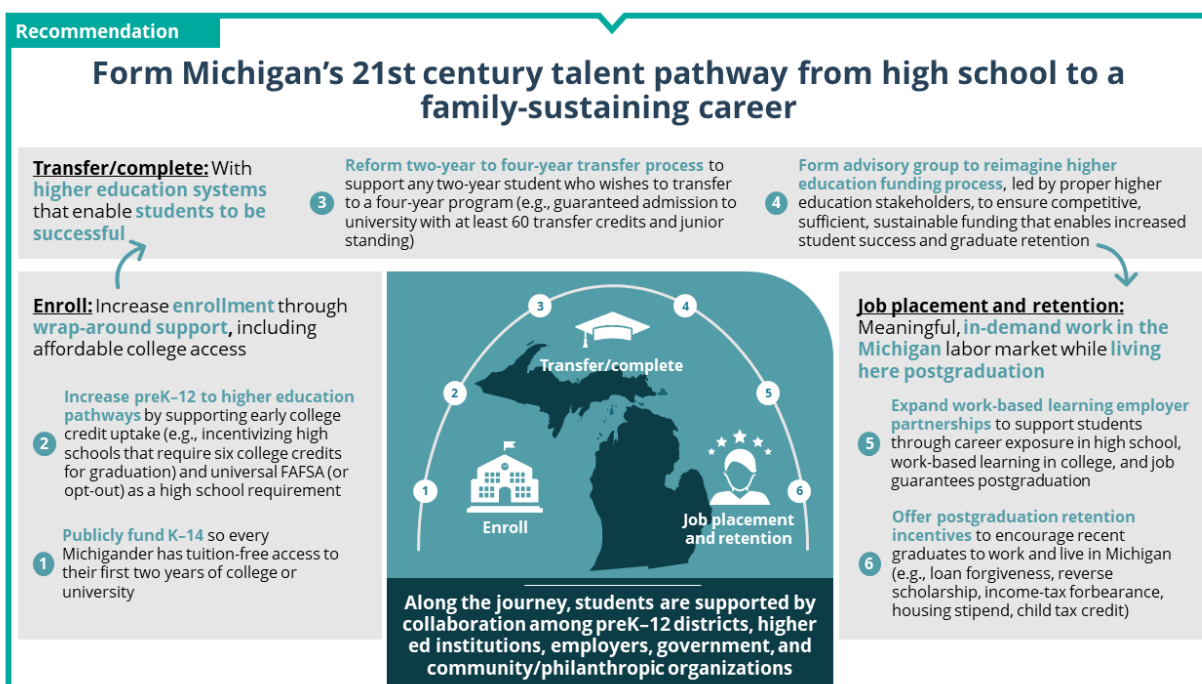 Recommendation
Form Michigan’s 21st century talent pathway from high school to a
family-sustaining career
Transfer/complete: With
higher education systems
that enable students to be
successful
3
Reform two-year to four-year transfer process to
support any two-year student who wishes to transfer
to a four-year program (e.g., guaranteed admission to
university with at least 60 transfer credits and junior
standing)
4
Form advisory group to reimagine higher
education funding process, led by proper higher
education stakeholders, to ensure competitive,
sufficient, sustainable funding that enables increased
student success and graduate retention
Enroll: Increase enrollment through
wrap-around support, including
affordable college access
2
Increase preK–12 to higher education
pathways by supporting early college
credit uptake (e.g., incentivizing high
schools that require six college credits
for graduation) and universal FAFSA (or
opt-out) as a high school requirement
1
Publicly fund K–14 so every
Michigander has tuition-free access to
their first two years of college or
university
3
4
Transfer/complete
2
5
1
6
Enroll
Job placement
and retention
Along the journey, students are supported by
collaboration among preK–12 districts, higher
ed institutions, employers, government, and
community/philanthropic organizations
Job placement and retention:
Meaningful, in-demand work in the
Michigan labor market while living
here postgraduation
5
Expand work-based learning employer
partnerships to support students
through career exposure in high school,
work-based learning in college, and job
guarantees postgraduation
6
Offer postgraduation retention
incentives to encourage recent
graduates to work and live in Michigan
(e.g., loan forgiveness, reverse
scholarship, income-tax forbearance,
housing stipend, child tax credit)